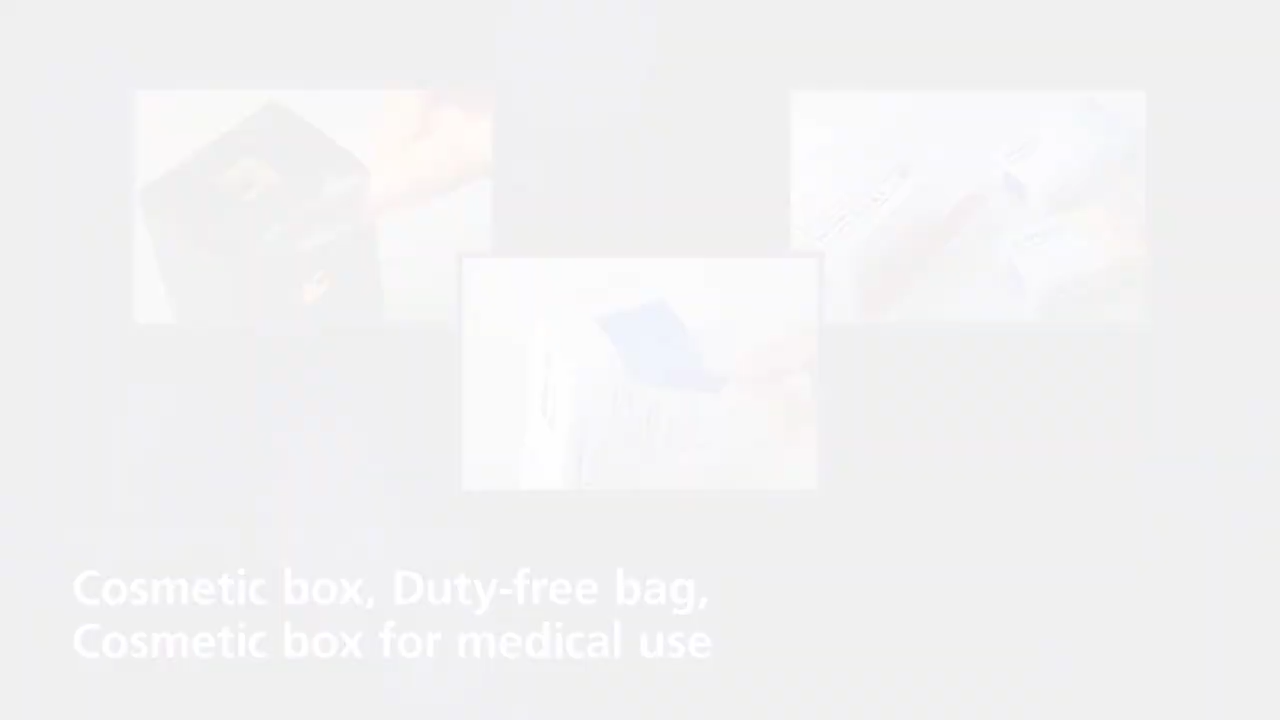 Cosmetic box, Duty-free bag,
Cosmetic box for medical use